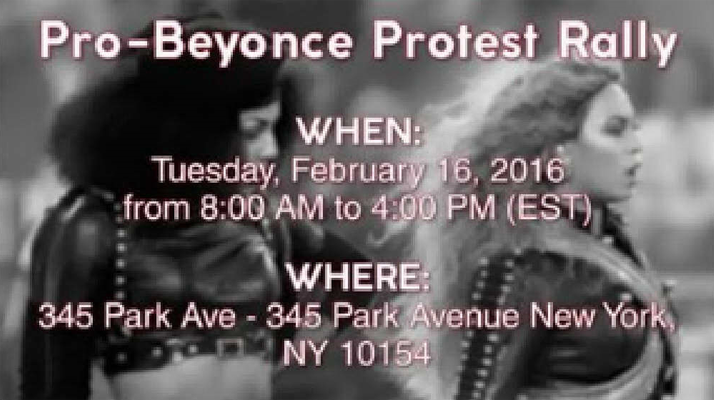 Pro-Beyonce Protest Rally
WHEN:
Tuesday, February 16, 2016
from 8:00 AM to 4:00 PM (EST)
WHERE:
345 Park Ave - 345 Park Avenue New York,
NY 10154